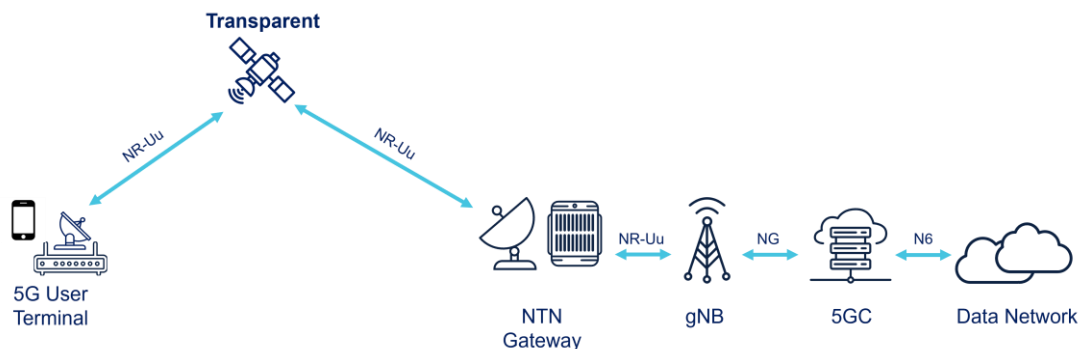 Transparent
NR-Uu
NR-Uu
NR-Uu
NG
N6
5G User
Terminal
NTN
Gateway
gNB
5GC
Data Network